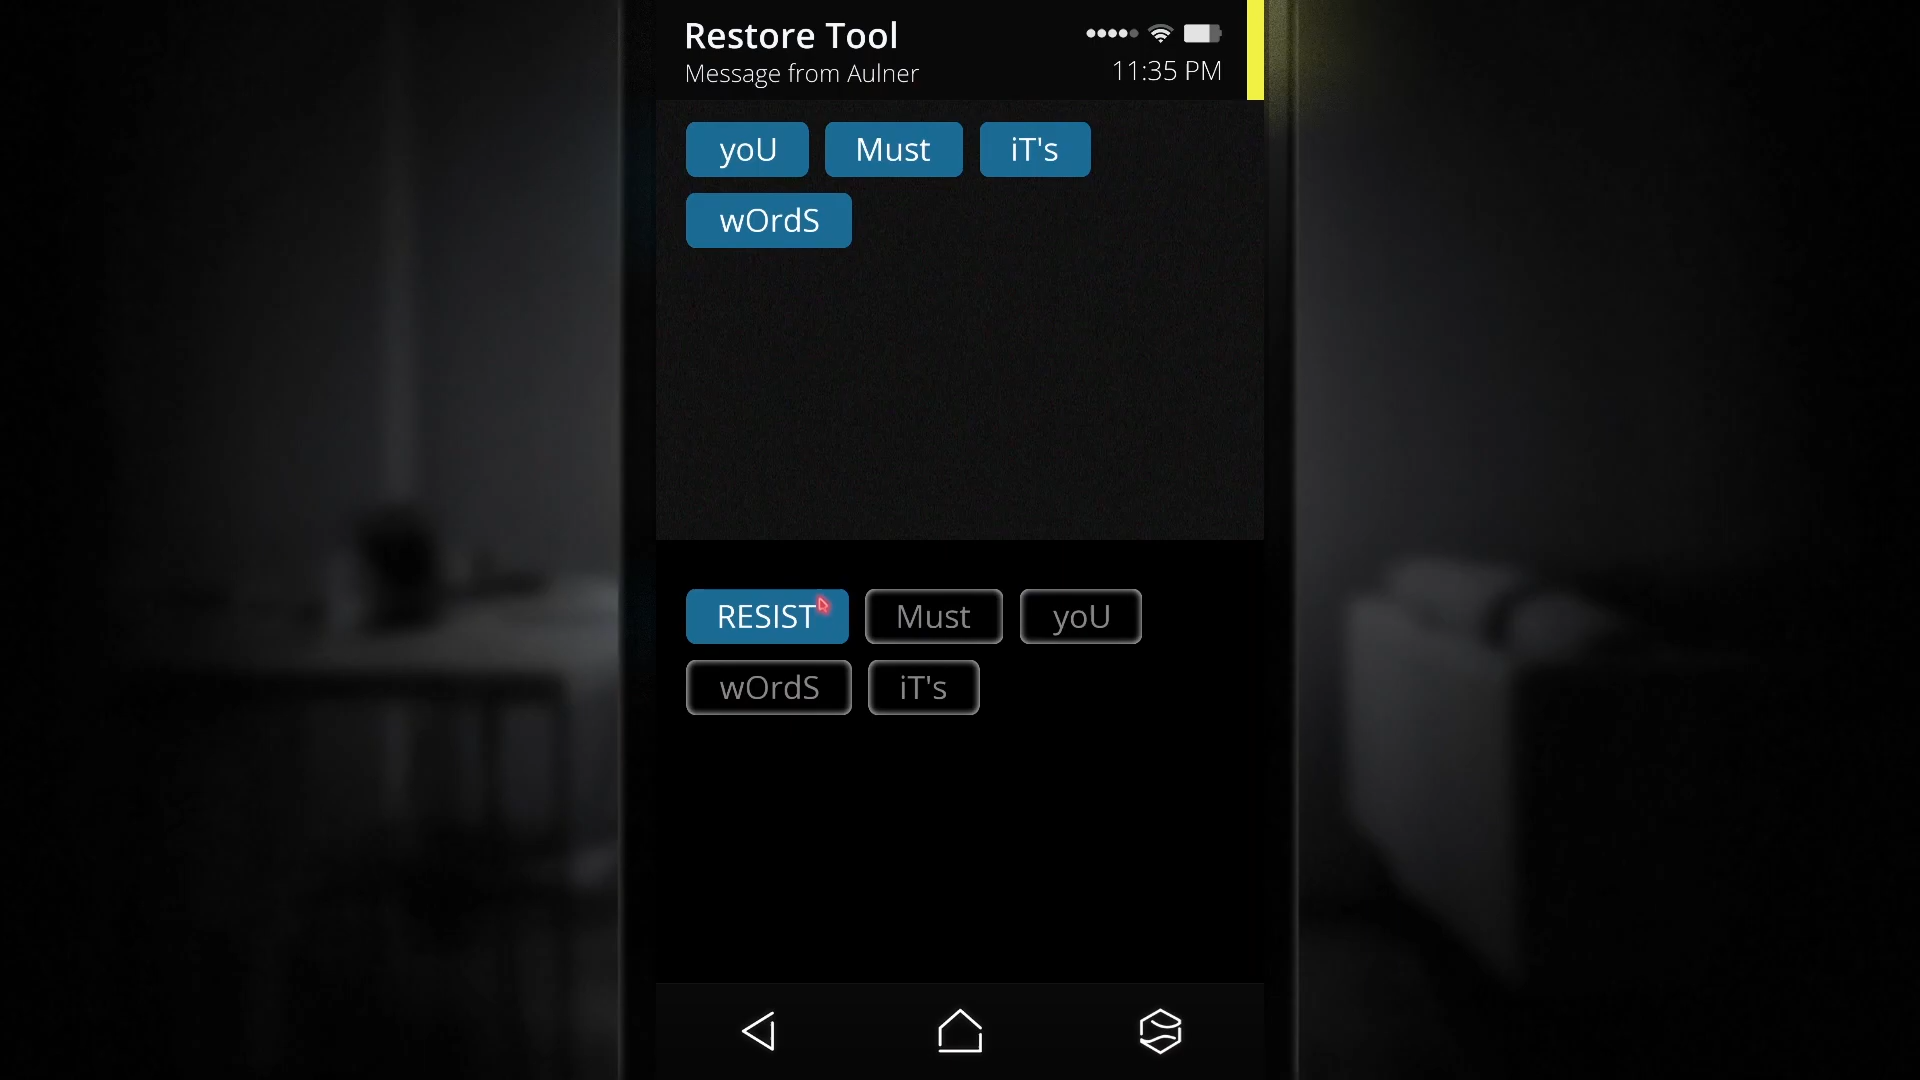 Restore Tool
Message from Aulner
11:35 PM
yoU Must iT's
wOrdS
RESIST Must yoU
wOrdS iT's